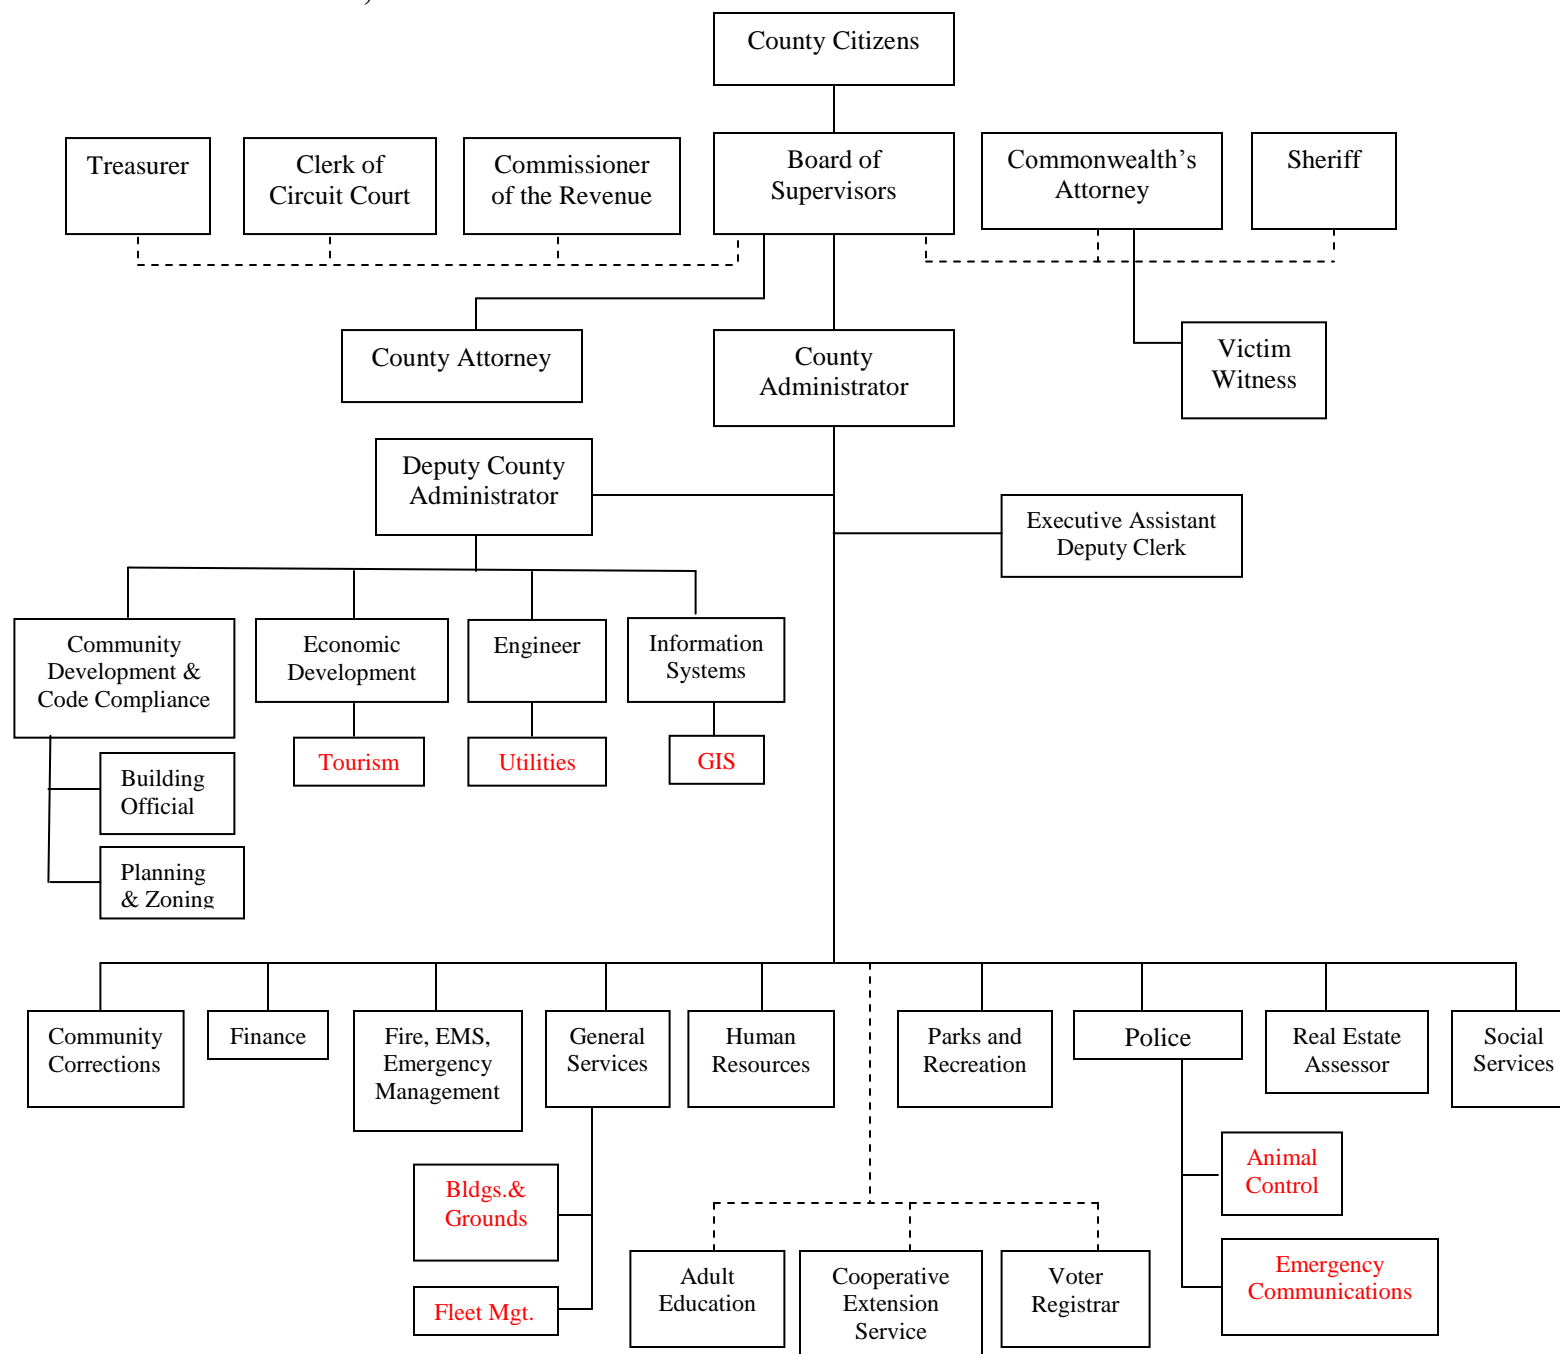 County Citizens
Treasurer
Clerk of
Circuit Court
Commissioner
of the Revenue
Board of
Supervisors
Commonwealth’s
Attorney
Sheriff
County Attorney
County
Administrator
Victim
Witness
Deputy County
Administrator
Executive Assistant
Deputy Clerk
Community
Development &
Code Compliance
Economic
Development
Engineer
Information
Systems
Tourism
Utilities
GIS
Building
Official
Planning
& Zoning
Community
Corrections
Finance
Fire, EMS,
Emergency
Management
General
Services
Human
Resources
Parks and
Recreation
Police
Real Estate
Assessor
Social
Services
Bldgs.&
Grounds
Fleet Mgt.
Animal
Control
Emergency
Communications
Adult
Education
Cooperative
Extension
Service
Voter
Registrar